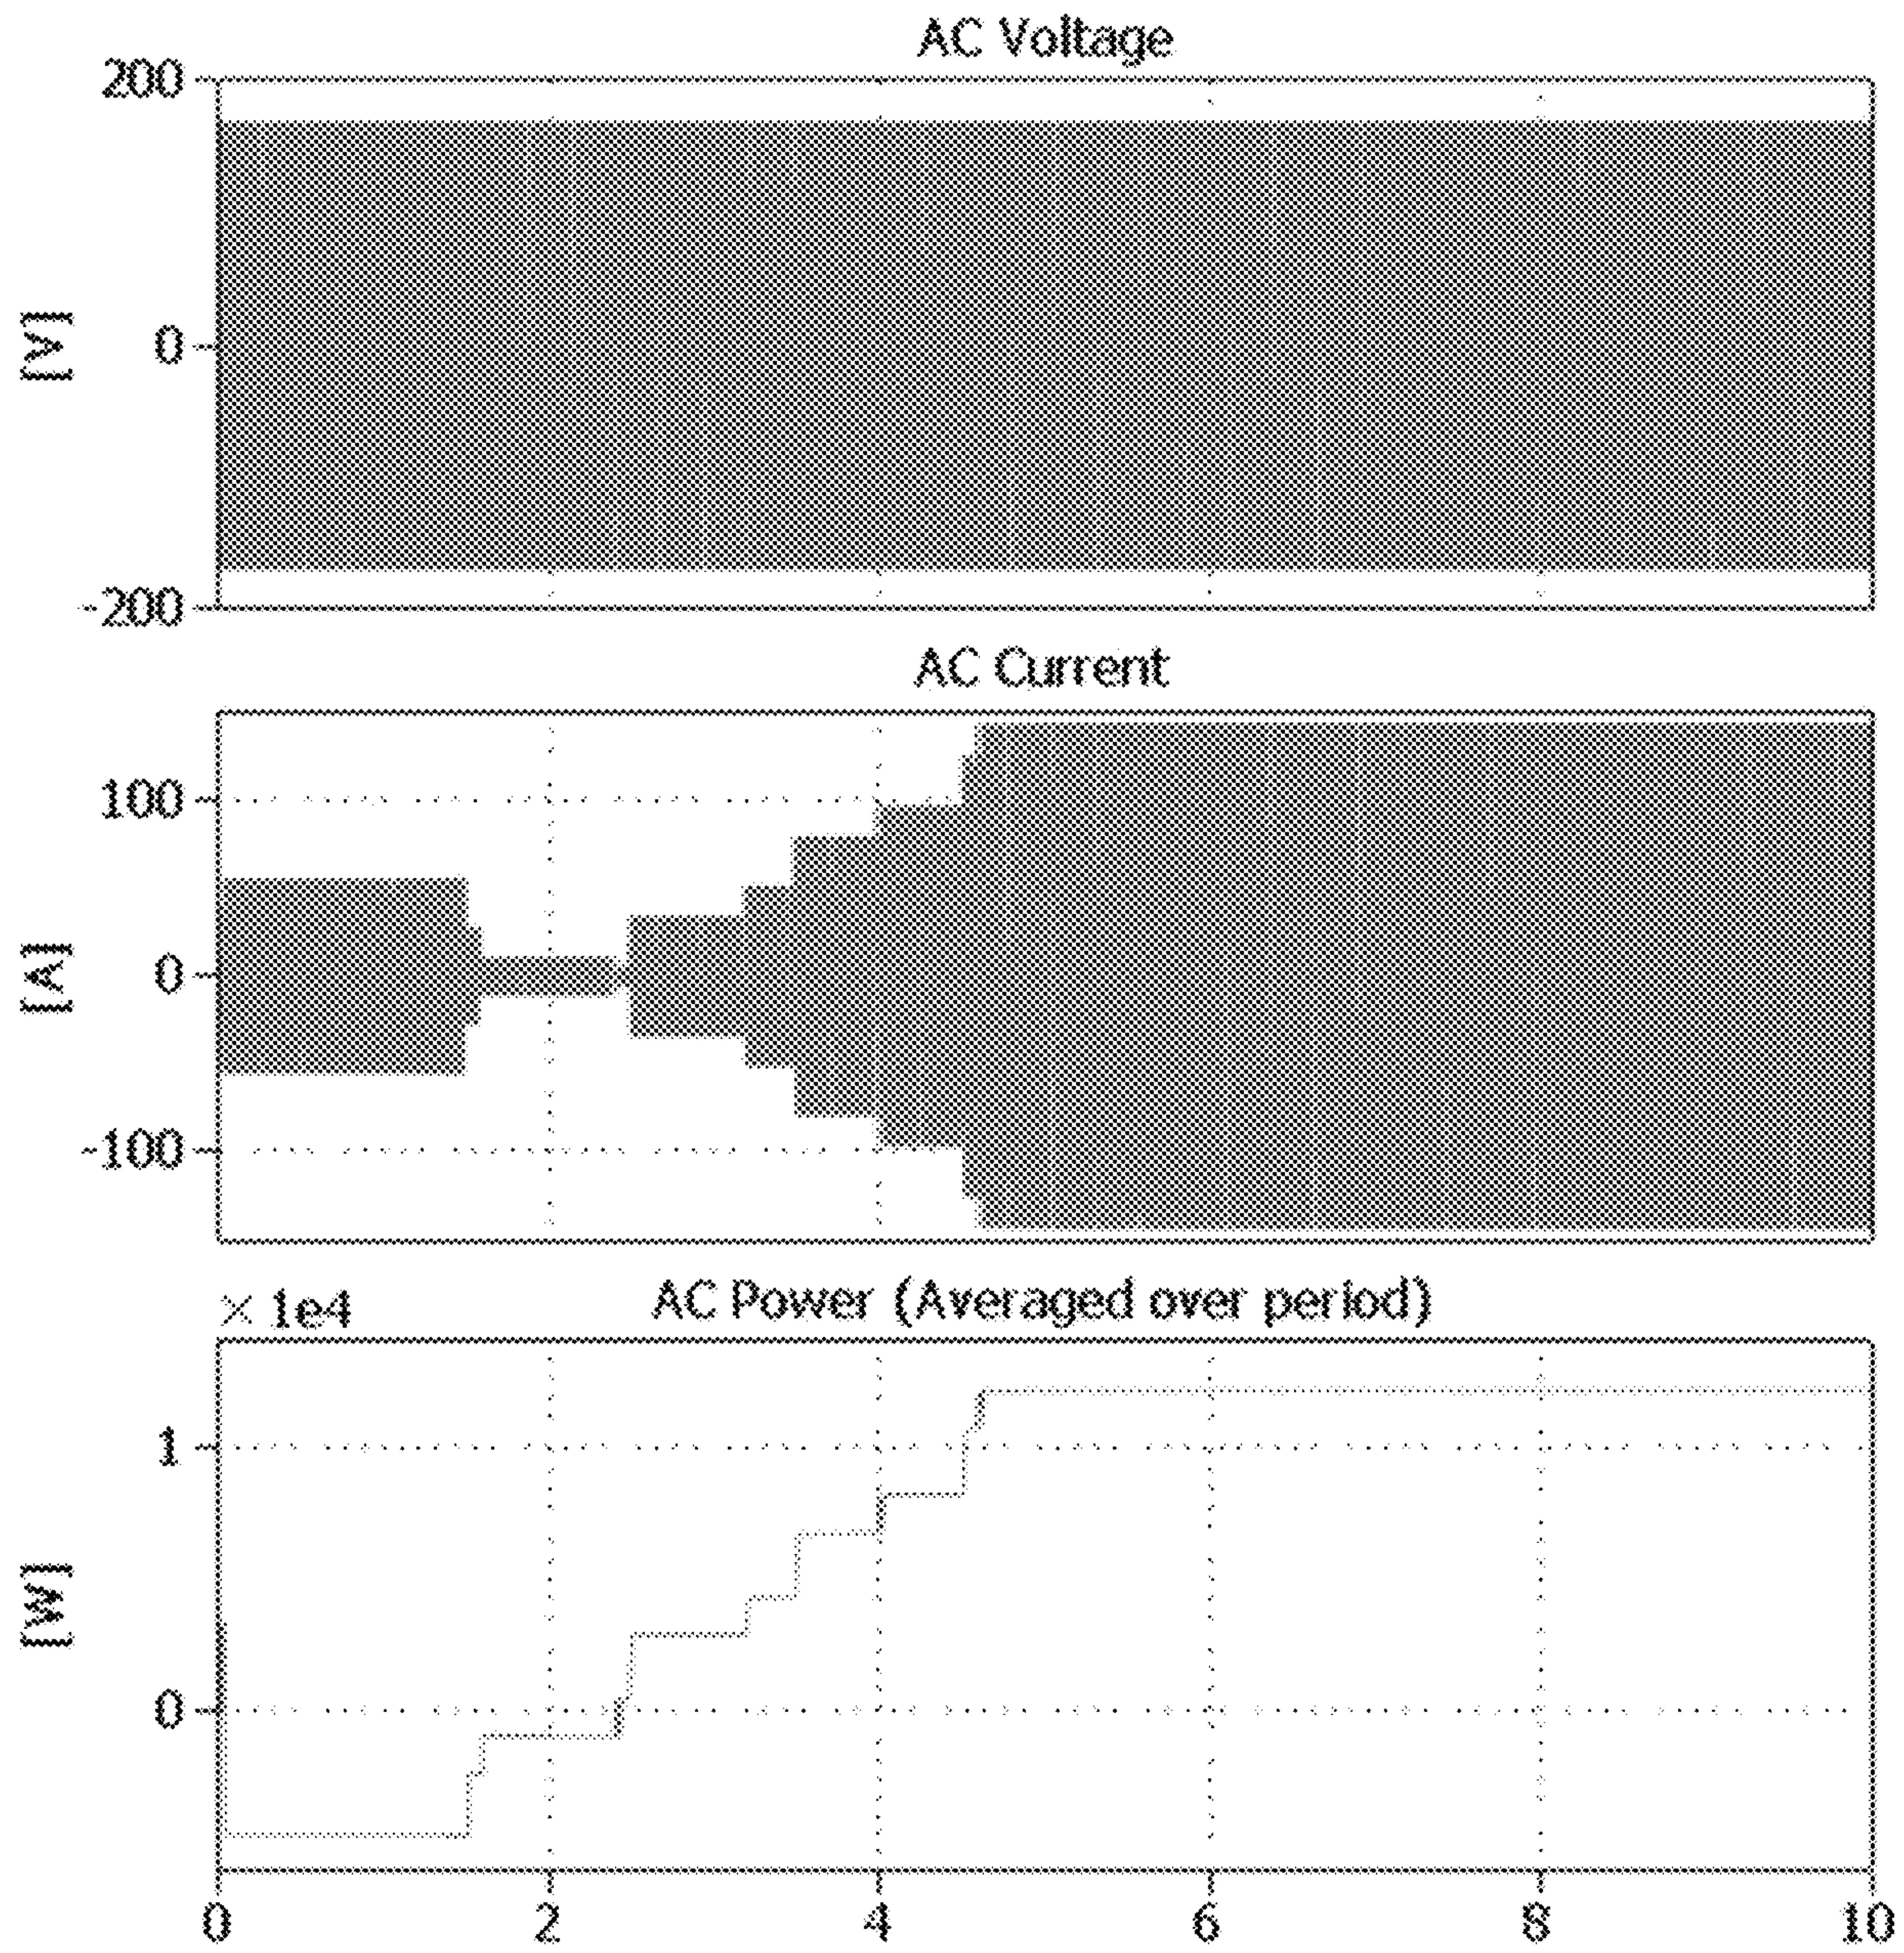 AC Voltage
200
[V]
0
-200
AC Current
100
[A]
0
-100
× 1e4
AC Power (Averaged over period)
1
[W]
0
0 2 4 6 8 10